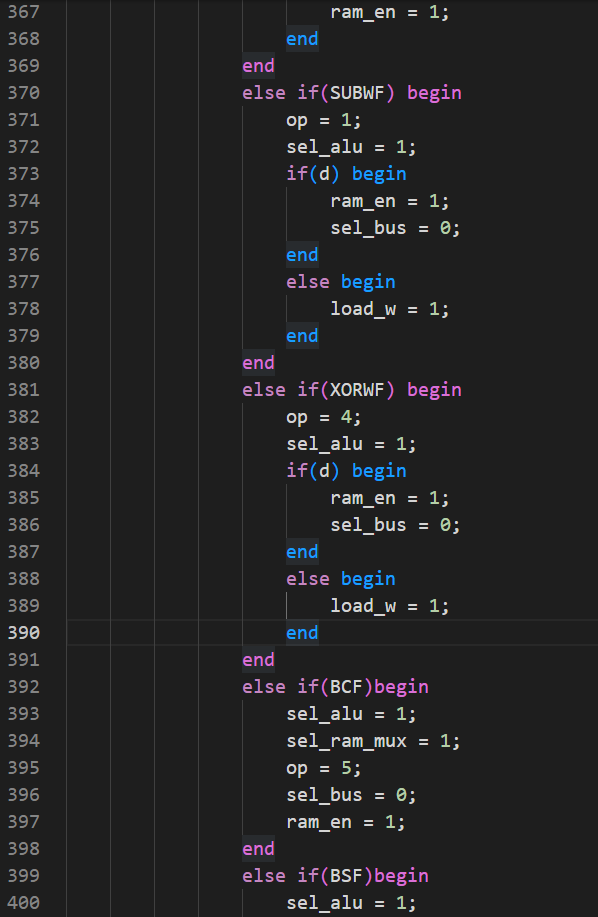 367 ram_en = 1;
368 end
369 end
370 else if(SUBWF) begin
371 op = 1;
372 sel_alu = 1;
373 if(d) begin
374 ram_en = 1;
375 sel_bus = 0;
376 end
377 else begin
378 load_w = 1;
379 end
380 end
381 else if(XORWF) begin
382 op = 4;
383 sel_alu = 1;
384 if(d) begin
385 ram_en = 1;
386 sel_bus = 0;
387 end
388 else begin
389 load_w = 1;
390 end
391 end
392 else if(BCF)begin
393 sel_alu = 1;
394 sel_ram_mux = 1;
395 op = 5;
396 sel_bus = 0;
397 ram_en = 1;
398 end
399 else if(BSF)begin
400 sel_alu = 1;